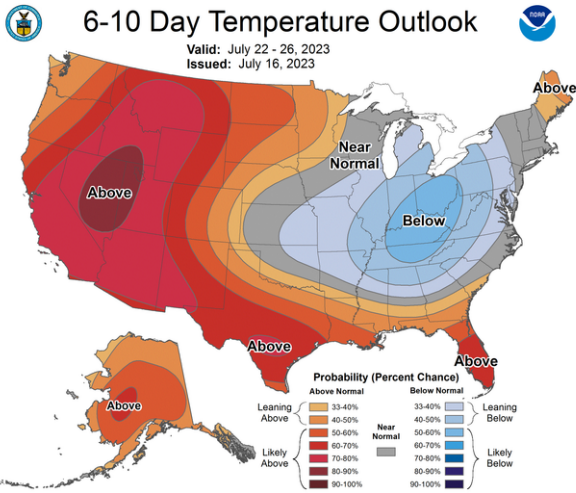 6-10 Day Temperature Outlook
NOAA
Valid: July 22 - 26, 2023
Issued: July 16, 2023
Above
Near
Normal
Above
Below
Above
Above
Above
Probability (Percent Chance)
Above Normal
Below Normal
Leaning
Above
33-40%
40-50%
33-40%
40-50%
Leaning
Below
Near
Normal
Likely
Above
50-60%
60-70%
70-80%
80-90%
90-100%
50-60%
60-70%
70-80%
80-90%
90-100%
Likely
Below